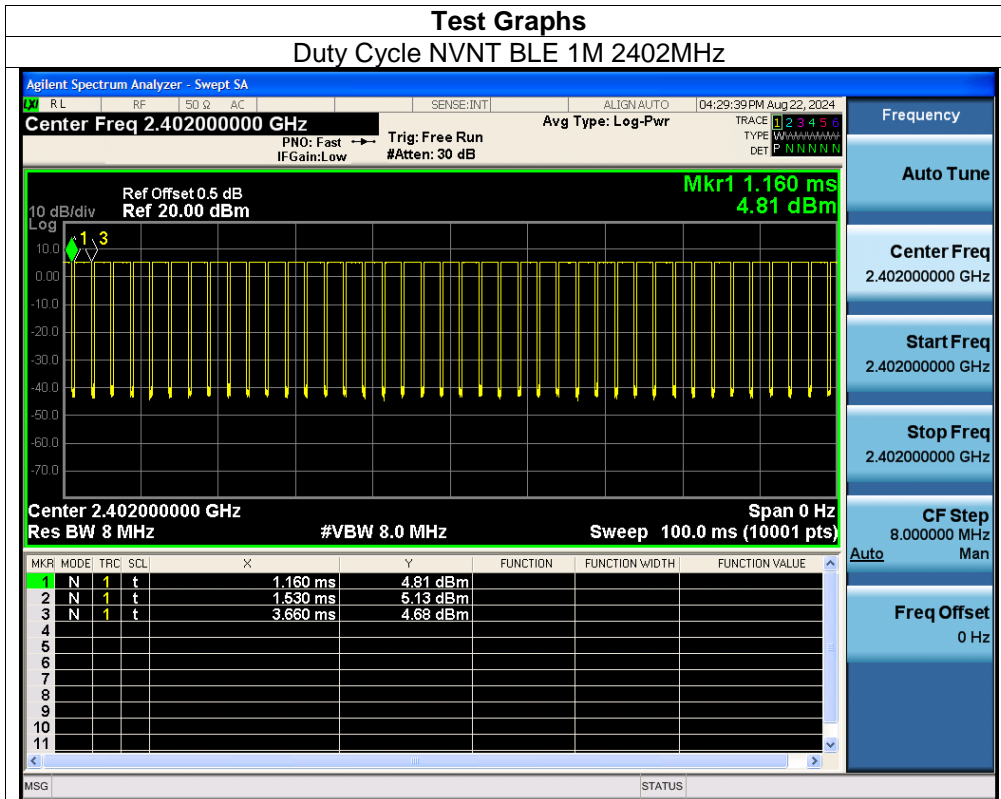 Test Graphs
Duty Cycle NVNT BLE 1M 2402MHz
Agilent Spectrum Analyzer - Swept SA
LXI RL RF 50 Ω AC SENSE:INT ALIGN AUTO 04:29:39 PM Aug 22, 2024
Center Freq 2.402000000 GHz Avg Type: Log-Pwr TRACE 1 2 3 4 5 6
PNO: Fast Trig: Free Run TYPE WWWWWW
IFGain:Low #Atten: 30 dB DET P N N N N N
Frequency
Auto Tune
Center Freq
2.402000000 GHz
Start Freq
2.402000000 GHz
Stop Freq
2.402000000 GHz
CF Step
8.000000 MHz
Auto Man
Freq Offset
0 Hz
Mkr1 1.160 ms
4.81 dBm
Ref Offset 0.5 dB
10 dB/div Ref 20.00 dBm
Log
1 3
10.0
0.00
-10.0
-20.0
-30.0
-40.0
-50.0
-60.0
-70.0
Center 2.402000000 GHz Span 0 Hz
Res BW 8 MHz #VBW 8.0 MHz Sweep 100.0 ms (10001 pts)
MKR MODE TRC SCL X Y FUNCTION FUNCTION WIDTH FUNCTION VALUE
1 N 1 t 1.160 ms 4.81 dBm
2 N 1 t 1.530 ms 5.13 dBm
3 N 1 t 3.660 ms 4.68 dBm
4
5
6
7
8
9
10
11
MSG STATUS